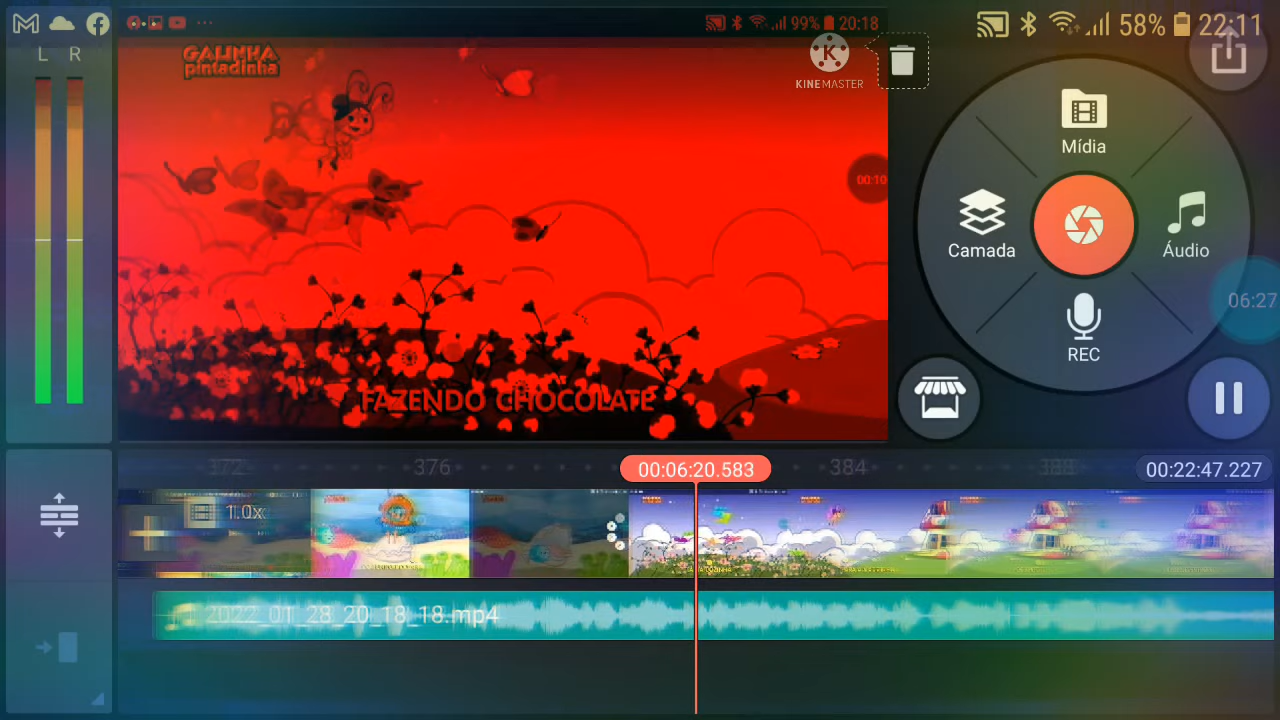 L R
99% 20:18
58% 22:11
GALINHA
pintadinha
KINEMASTER
00:10
FAZENDO CHOCOLATE
Mídia
Camada
Áudio
REC
06:27
372 376 384 388
00:06:20.583
00:22:47.227
1.0x
2022_01_28_20_18_18.mp4